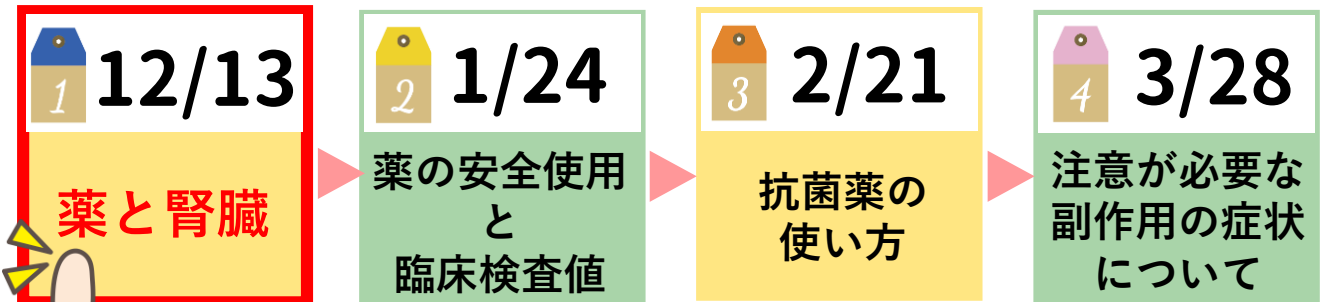 1 12/13
薬と腎臓
2 1/24
薬の安全使用
と
臨床検査値
3 2/21
抗菌薬の
使い方
4 3/28
注意が必要な
副作用の症状
について